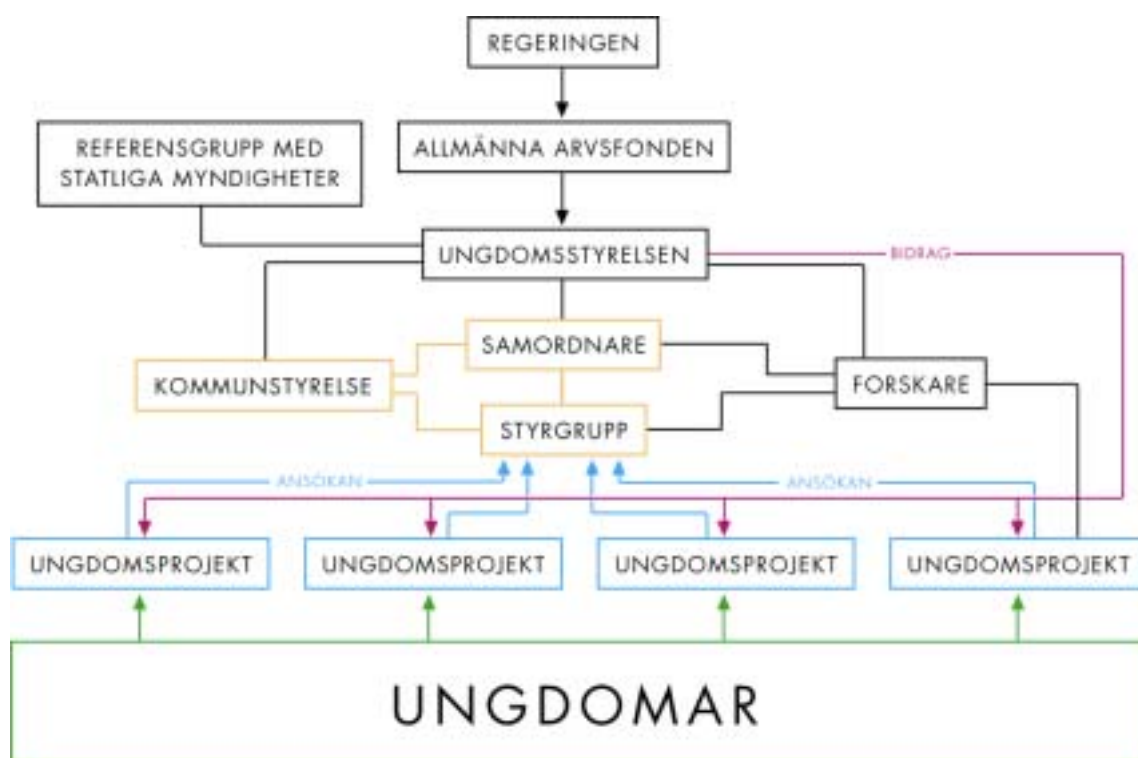 REGERINGEN
REFERENSGRUPP MED
STATLIGA MYNDIGHETER
ALLMÄNNA ARVSFONDEN
UNGDOMSSTYRELSEN
BIDRAG
SAMORDNARE
KOMMUNSTYRELSE
FORSKARE
STYRGRUPP
ANSÖKAN
ANSÖKAN
UNGDOMSPROJEKT
UNGDOMSPROJEKT
UNGDOMSPROJEKT
UNGDOMSPROJEKT
UNGDOMAR